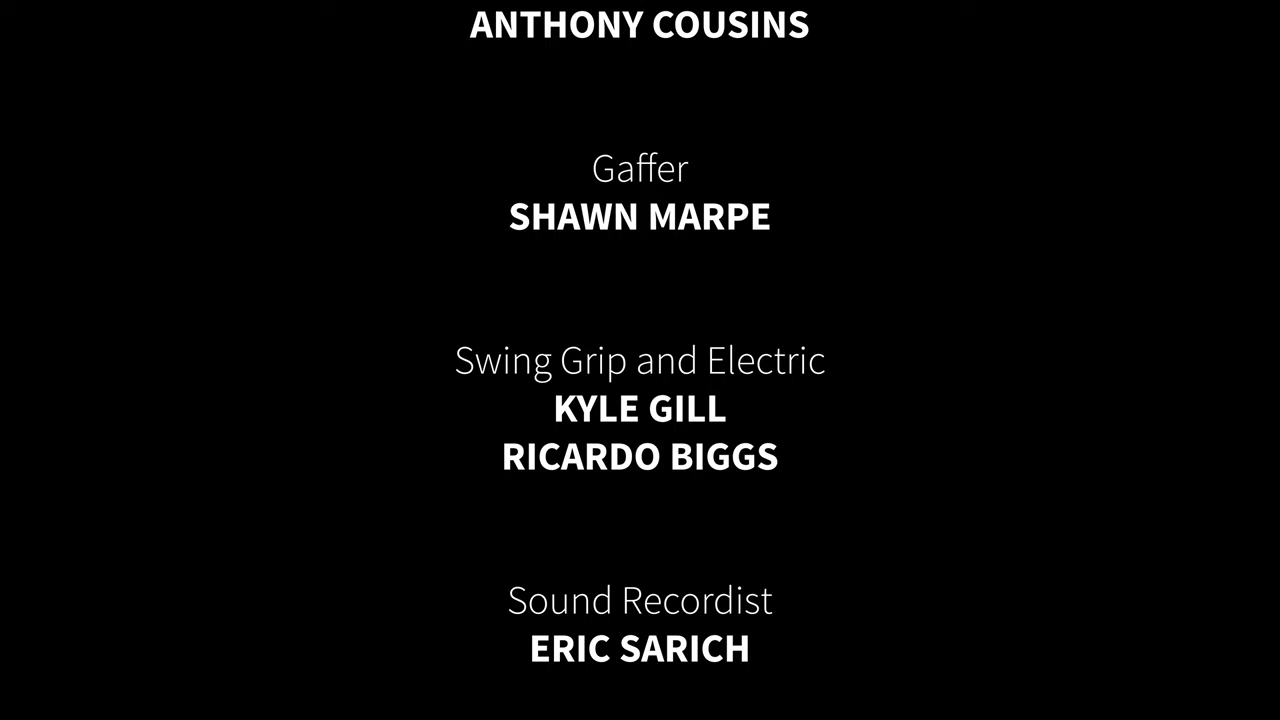 ANTHONY COUSINS
Gaffer
SHAWN MARPE
Swing Grip and Electric
KYLE GILL
RICARDO BIGGS
Sound Recordist
ERIC SARICH